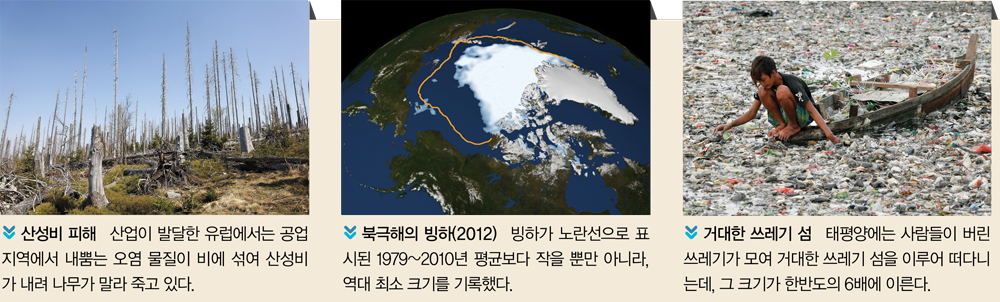 산성비 피해 산업이 발달한 유럽에서는 공업
지역에서 내뿜는 오염 물질이 비에 섞여 산성비
가 내려 나무가 말라 죽고 있다.
북극해의 빙하(2012) 빙하가 노란선으로 표
시된 1979~2010년 평균보다 작을 뿐만 아니라,
역대 최소 크기를 기록했다.
거대한 쓰레기 섬 태평양에는 사람들이 버린
쓰레기가 모여 거대한 쓰레기 섬을 이루어 떠다니
는데, 그 크기가 한반도의 6배에 이른다.